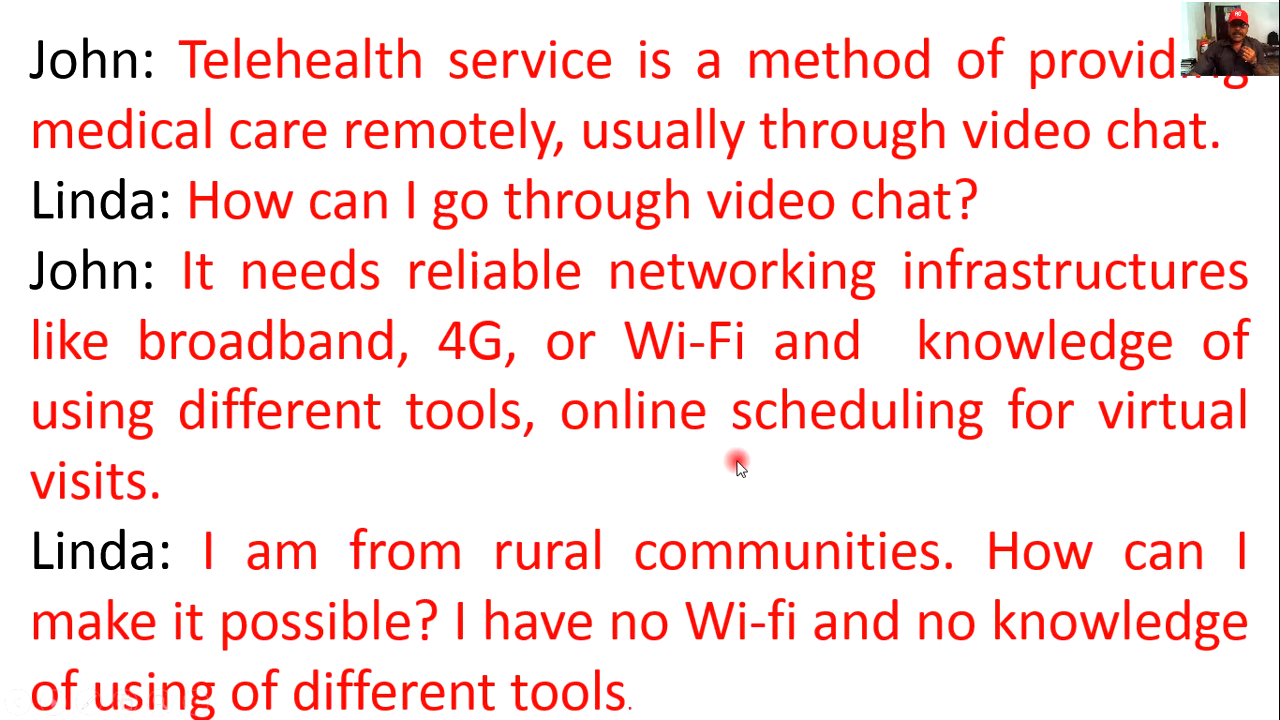 John: Telehealth service is a method of providing
medical care remotely, usually through video chat.
Linda: How can I go through video chat?
John: It needs reliable networking infrastructures
like broadband, 4G, or Wi-Fi and knowledge of
using different tools, online scheduling for virtual
visits.
Linda: I am from rural communities. How can I
make it possible? I have no Wi-fi and no knowledge
of using of different tools.